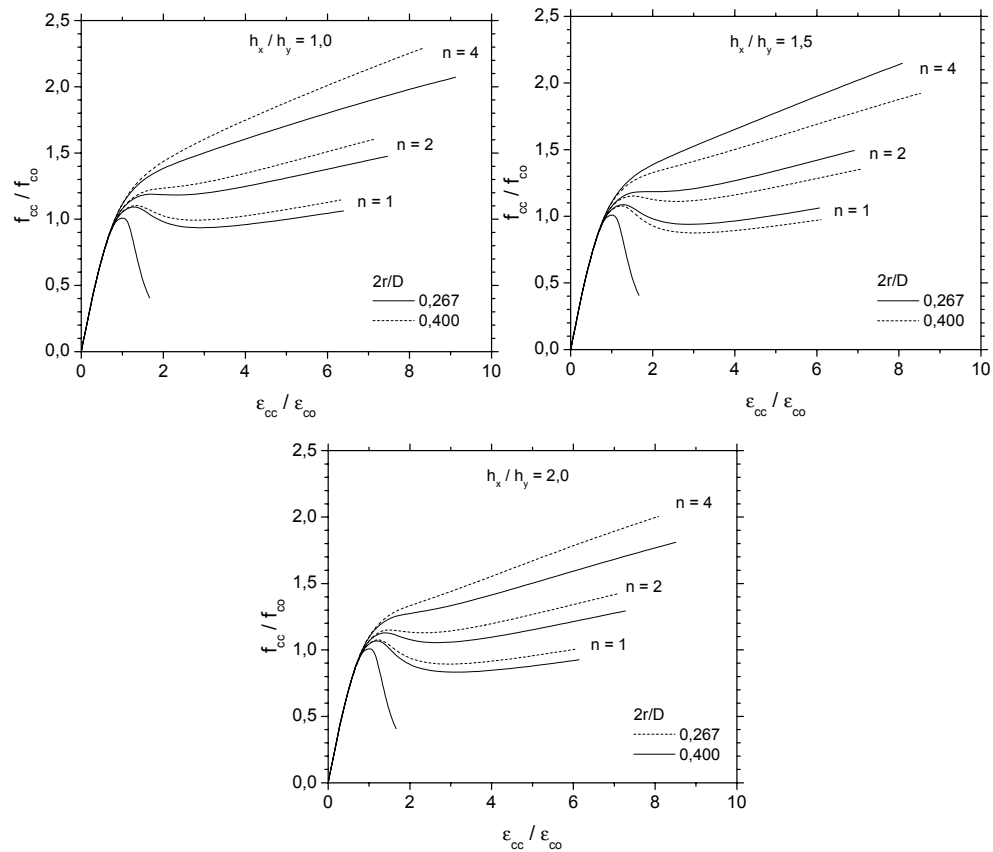 h_x / h_y = 1,0
n = 4
n = 2
n = 1
2r/D
0,267
0,400
2,5
2,0
1,5
1,0
0,5
0,0
f_cc / f_co
0 2 4 6 8 10
ε_cc / ε_co
h_x / h_y = 1,5
n = 4
n = 2
n = 1
2r/D
0,267
0,400
2,5
2,0
1,5
1,0
0,5
0,0
f_cc / f_co
0 2 4 6 8 10
ε_cc / ε_co
h_x / h_y = 2,0
n = 4
n = 2
n = 1
2r/D
0,267
0,400
2,5
2,0
1,5
1,0
0,5
0,0
f_cc / f_co
0 2 4 6 8 10
ε_cc / ε_co